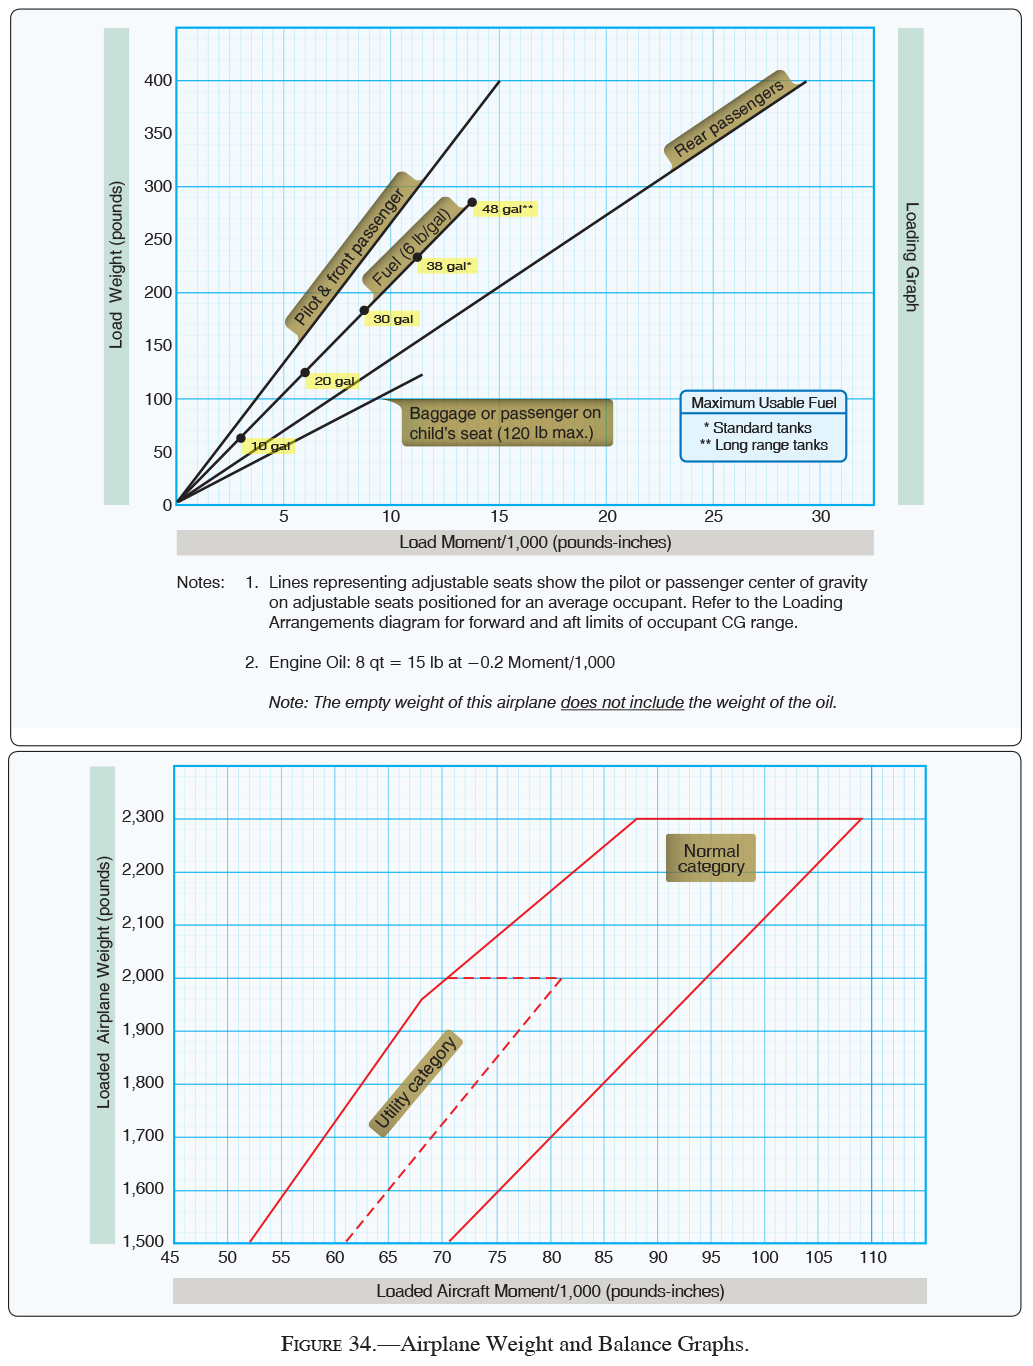 Load Weight (pounds)
400
350
300
250
200
150
100
50
0
5
10
15
20
25
30
Pilot & front passenger
Fuel (6 lb/gal)
Rear passengers
48 gal**
38 gal*
30 gal
20 gal
10 gal
Baggage or passenger on
child's seat (120 lb max.)
Maximum Usable Fuel
* Standard tanks
** Long range tanks
Loading Graph
Load Moment/1,000 (pounds-inches)
Notes: 1. Lines representing adjustable seats show the pilot or passenger center of gravity
on adjustable seats positioned for an average occupant. Refer to the Loading
Arrangements diagram for forward and aft limits of occupant CG range.
2. Engine Oil: 8 qt = 15 lb at −0.2 Moment/1,000
Note: The empty weight of this airplane does not include the weight of the oil.
Loaded Airplane Weight (pounds)
2,300
2,200
2,100
2,000
1,900
1,800
1,700
1,600
1,500
45
50
55
60
65
70
75
80
85
90
95
100
105
110
Normal
category
Utility category
Loaded Aircraft Moment/1,000 (pounds-inches)
FIGURE 34.—Airplane Weight and Balance Graphs.